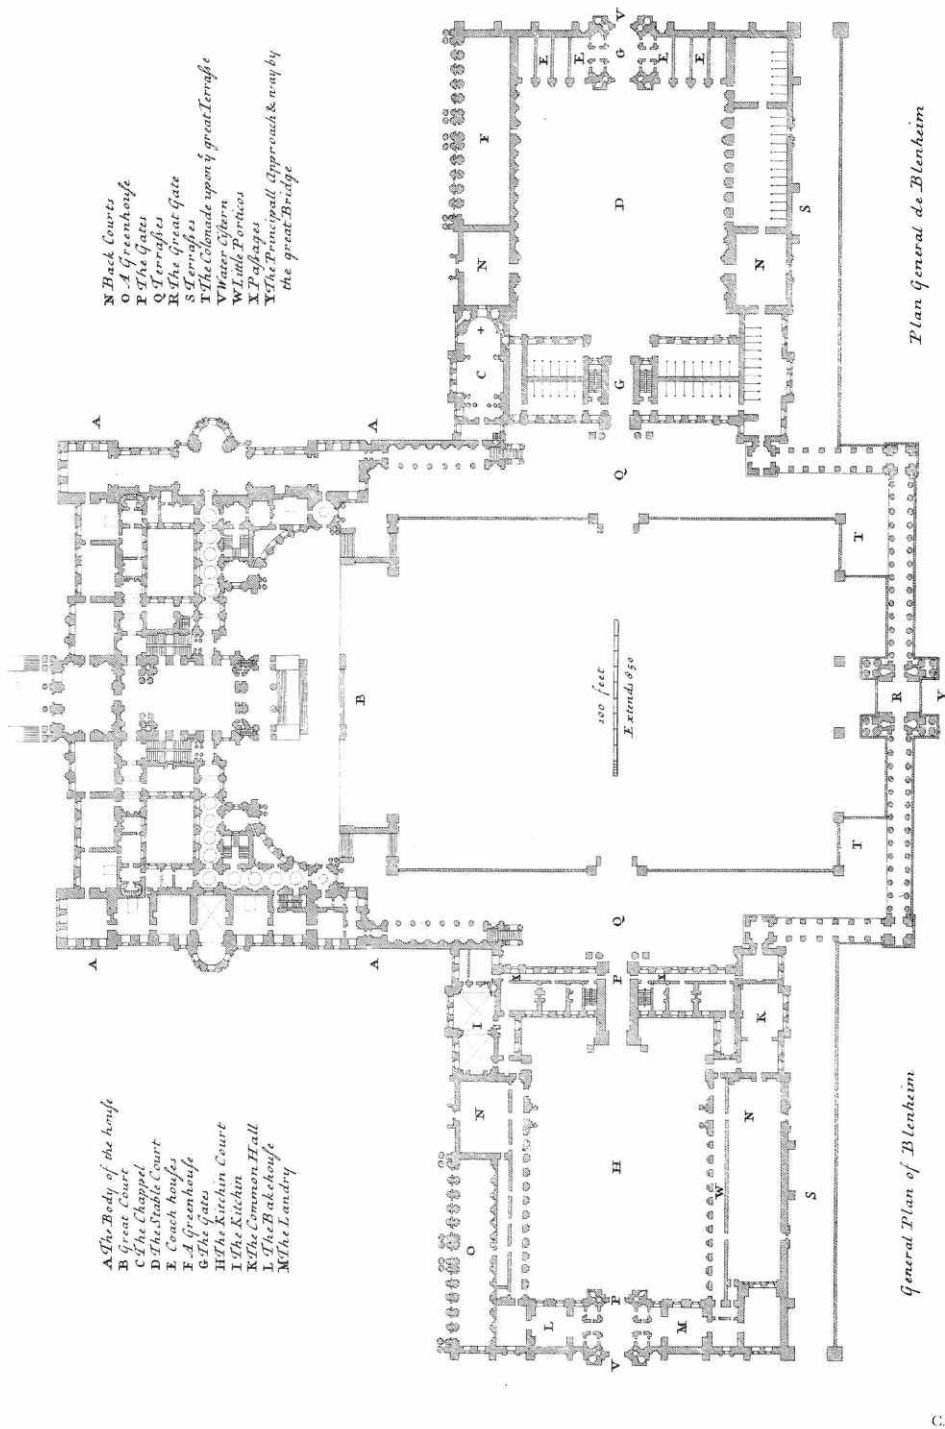 A The Body of the houſe
B Great Court
C The Chappel
D The Stable Court
E Coach houſes
F A Greenhouſe
G The Gates
H The Kitchin Court
I The Kitchin
K The Common Hall
L The Bakehouſe
M The Landry
N Back Courts
O A Greenhouſe
P The Gates
Q Terraſſes
R The Great Gate
S Terraſſes
T The Colonade upon ẏ great Terraſſe
V Water Ciſtern
W Little Porticos
X Paſſages
Y The Principall Approach & way by
the great Bridge
A
A
A
A
B
O
N
I
C
N
F
X
L
E
E
V
P
H
P
Q
200 feet
Extends 850
Q
G
D
G
V
X
E
M
E
W
N
K
N
S
S
T
T
R
Y
General Plan of Blenheim
Plan General de Blenheim
C.